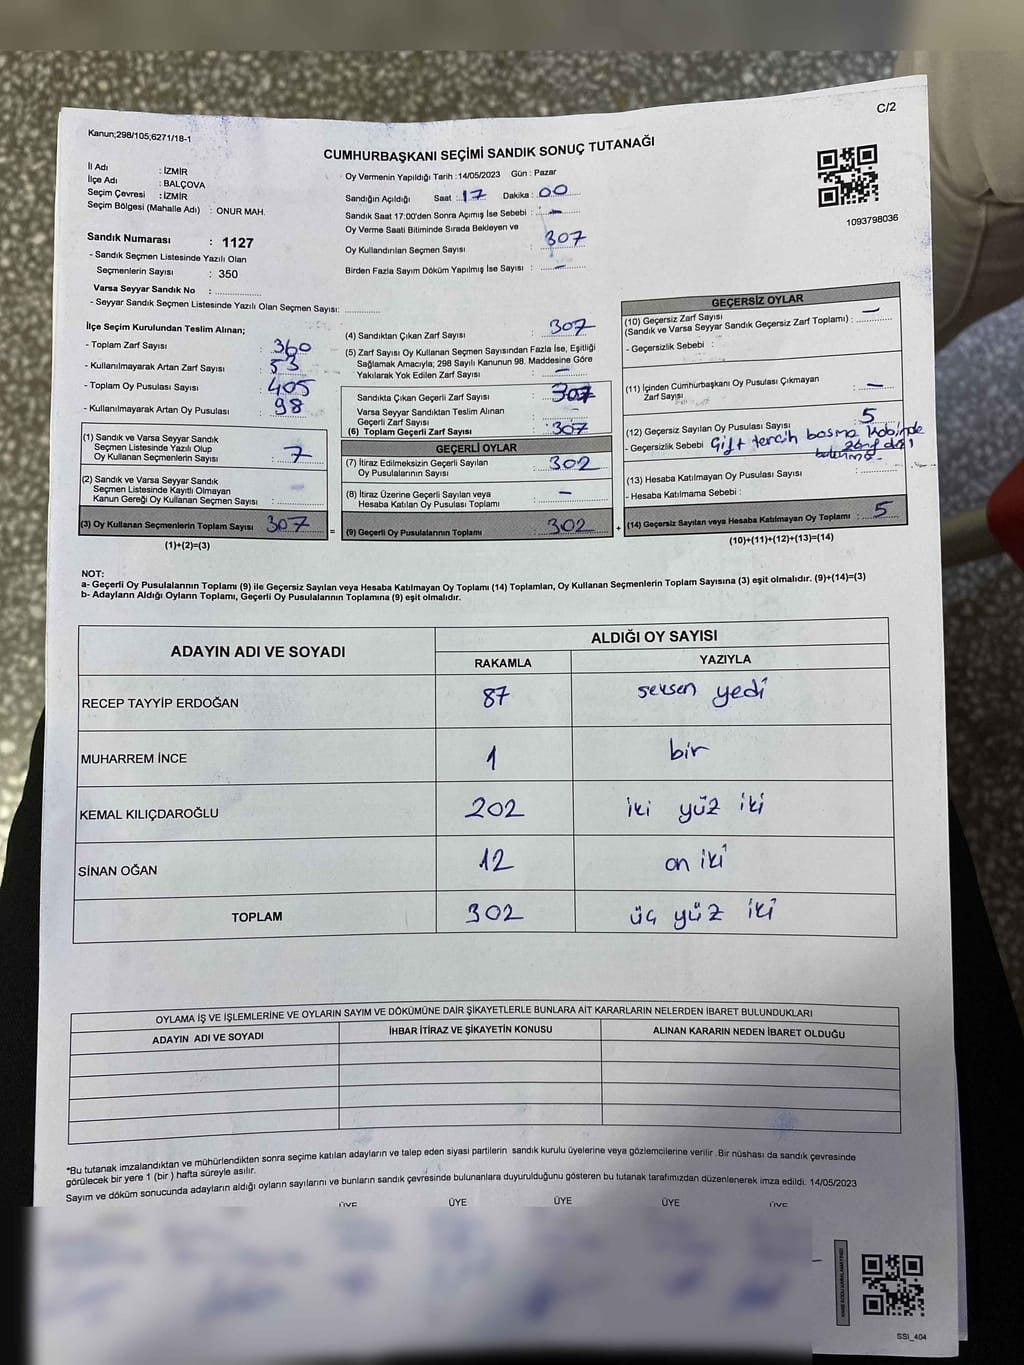 C/2
Kanun;298/105,6271/18-1
CUMHURBAŞKANI SEÇİMİ SANDIK SONUÇ TUTANAĞI
1093798036
İl Adı : İZMİR
İlçe Adı : BALÇOVA
Seçim Çevresi : İZMİR
Seçim Bölgesi (Mahalle Adı) : ONUR MAH.
Oy Vermenin Yapıldığı Tarih :14/05/2023 Gün : Pazar
Sandığın Açıldığı Saat : 17 Dakika : 00
Sandık Saat 17:00'den Sonra Açımış İse Sebebi : –
Oy Verme Saati Bitiminde Sırada Bekleyen ve
Oy Kullandırılan Seçmen Sayısı : 307
Birden Fazla Sayım Döküm Yapılmış İse Sayısı : –
Sandık Numarası : 1127
- Sandık Seçmen Listesinde Yazılı Olan
Seçmenlerin Sayısı : 350
Varsa Seyyar Sandık No :
- Seyyar Sandık Seçmen Listesinde Yazılı Olan Seçmen Sayısı:
İlçe Seçim Kurulundan Teslim Alınan;
- Toplam Zarf Sayısı : 360
- Kullanılmayarak Artan Zarf Sayısı : 53
- Toplam Oy Pusulası Sayısı : 405
- Kullanılmayarak Artan Oy Pusulası : 98
(1) Sandık ve Varsa Seyyar Sandık
Seçmen Listesinde Yazılı Olup
Oy Kullanan Seçmenlerin Sayısı : 7
(2) Sandık ve Varsa Seyyar Sandık
Seçmen Listesinde Kayıtlı Olmayan
Kanun Gereği Oy Kullanan Seçmen Sayısı :
(3) Oy Kullanan Seçmenlerin Toplam Sayısı : 307
(1)+(2)=(3)
(4) Sandıktan Çıkan Zarf Sayısı : 307
(5) Zarf Sayısı Oy Kullanan Seçmen Sayısından Fazla İse, Eşitliği
Sağlamak Amacıyla; 298 Sayılı Kanunun 98. Maddesine Göre
Yakılarak Yok Edilen Zarf Sayısı : –
Sandıkta Çıkan Geçerli Zarf Sayısı : 307
Varsa Seyyar Sandıktan Teslim Alınan
Geçerli Zarf Sayısı : –
(6) Toplam Geçerli Zarf Sayısı : 307
GEÇERLİ OYLAR
(7) İtiraz Edilmeksizin Geçerli Sayılan
Oy Pusulasının Sayısı : 302
(8) İtiraz Üzerine Geçerli Sayılan veya
Hesaba Katılan Oy Pusulası Toplamı : –
(9) Geçerli Oy Pusulalarının Toplamı : 302
GEÇERSİZ OYLAR
(10) Geçersiz Zarf Sayısı
(Sandık ve Varsa Seyyar Sandık Geçersiz Zarf Toplamı) : –
- Geçersizlik Sebebi :
(11) İçinden Cumhurbaşkanı Oy Pusulası Çıkmayan
Zarf Sayısı : –
(12) Geçersiz Sayılan Oy Pusulası Sayısı : 5
- Geçersizlik Sebebi : Çift tercih basma
(13) Hesaba Katılmayan Oy Pusulası Sayısı :
- Hesaba Katılmama Sebebi :
(14) Geçersiz Sayılan veya Hesaba Katılmayan Oy Toplamı : 5
(10)+(11)+(12)+(13)=(14)
NOT:
a- Geçerli Oy Pusulalarının Toplamı (9) ile Geçersiz Sayılan veya Hesaba Katılmayan Oy Toplamı (14) Toplamları, Oy Kullanan Seçmenlerin Toplam Sayısına (3) eşit olmalıdır. (9)+(14)=(3)
b- Adayların Aldığı Oyların Toplamı, Geçerli Oy Pusulalarının Toplamına (9) eşit olmalıdır.
ADAYIN ADI VE SOYADI
ALDIĞI OY SAYISI
RAKAMLA YAZIYLA
RECEP TAYYİP ERDOĞAN 87 seksen yedi
MUHARREM İNCE 1 bir
KEMAL KILIÇDAROĞLU 202 iki yüz iki
SİNAN OĞAN 12 on iki
TOPLAM 302 üç yüz iki
OYLAMA İŞ VE İŞLEMLERİNE VE OYLARIN SAYIM VE DÖKÜMÜNE DAİR ŞİKAYETLERLE BUNLARA AİT KARARLARIN NELERDEN İBARET BULUNDUKLARI
ADAYIN ADI VE SOYADI İHBAR İTİRAZ VE ŞİKAYETİN KONUSU ALINAN KARARIN NEDEN İBARET OLDUĞU
*Bu tutanak imzalandıktan ve mühürlendikten sonra seçime katılan adayların ve talep eden siyasi partilerin sandık kurulu üyelerine veya gözlemcilerine verilir. Bir nüshası da sandık çevresinde
görülecek bir yere 1 (bir) hafta süreyle asılır.
Sayım ve döküm sonucunda adayların aldığı oyların sayılarını ve bunların sandık çevresinde bulunanlara duyurulduğunu gösteren bu tutanak tarafımızdan düzenlenerek imza edildi. 14/05/2023
ÜYE ÜYE ÜYE ÜYE ÜYE
SSI_404